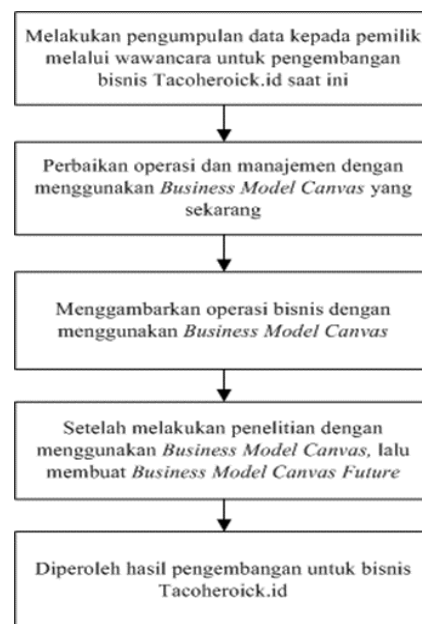 Melakukan pengumpulan data kepada pemilik
melalui wawancara untuk pengembangan
bisnis Tacoheroick.id saat ini
Perbaikan operasi dan manajemen dengan
menggunakan Business Model Canvas yang
sekarang
Menggambarkan operasi bisnis dengan
menggunakan Business Model Canvas
Setelah melakukan penelitian dengan
menggunakan Business Model Canvas, lalu
membuat Business Model Canvas Future
Diperoleh hasil pengembangan untuk bisnis
Tacoheroick.id